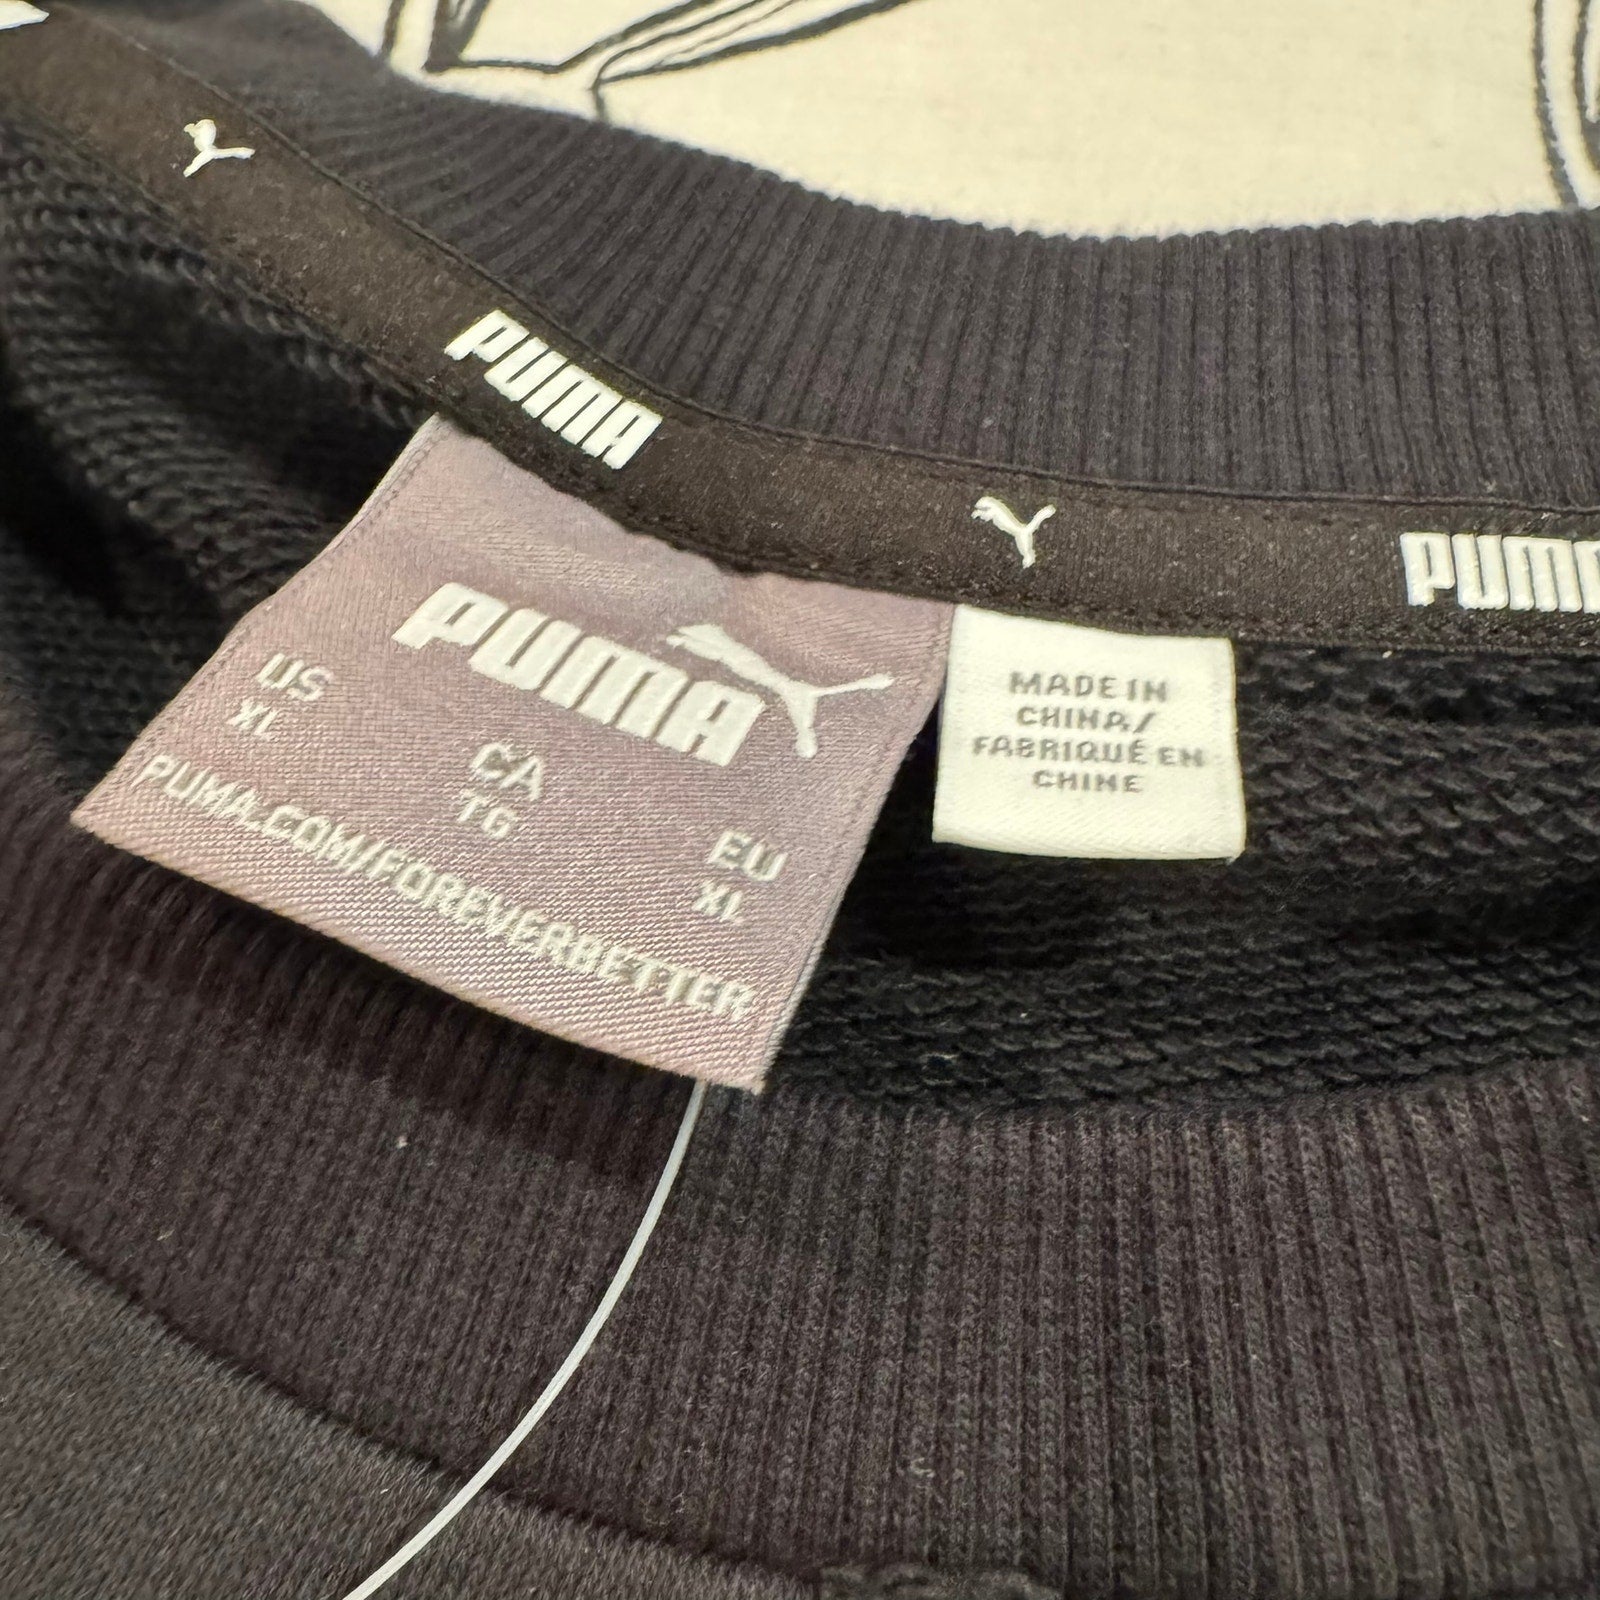 PUMA
PUMA
PUMA
US
XL
CA
TG
EU
XL
PUMA.COM/FOREVERBETTER
MADE IN
CHINA/
FABRIQUÉ EN
CHINE